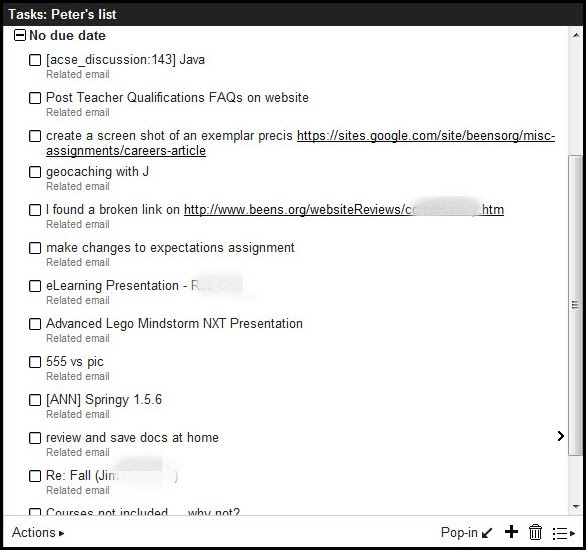 Tasks: Peter's list
No due date
[acse_discussion:143] Java
Related email
Post Teacher Qualifications FAQs on website
Related email
create a screen shot of an exemplar precis https://sites.google.com/site/beensorg/misc-
assignments/careers-article
geocaching with J
Related email
I found a broken link on http://www.beens.org/websiteReviews/ .htm
Related email
make changes to expectations assignment
Related email
eLearning Presentation -
Related email
Advanced Lego Mindstorm NXT Presentation
Related email
555 vs pic
Related email
[ANN] Springy 1.5.6
Related email
review and save docs at home
Related email
Re: Fall (Jim )
Related email
Courses not included ... why not?
Actions
Pop-in